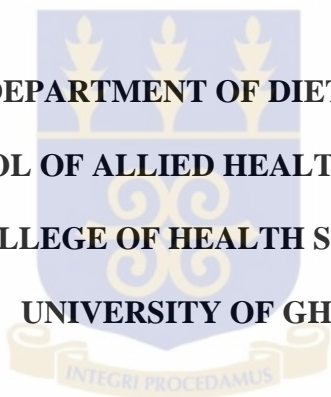 DEPARTMENT OF DIET
OL OF ALLIED HEALT
LLEGE OF HEALTH S
UNIVERSITY OF GH
INTEGRI PROCEDAMUS